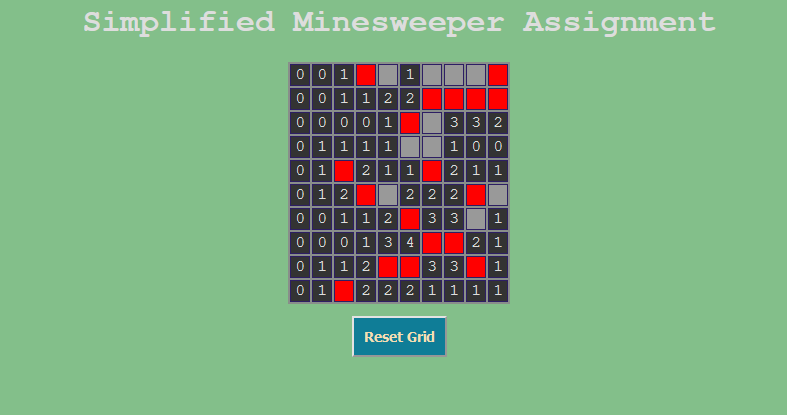 Simplified Minesweeper Assignment
0 0 1 1
0 0 1 1 2 2
0 0 0 0 1 3 3 2
0 1 1 1 1 1 0 0
0 1 2 1 1 2 1 1
0 1 2 2 2 2
0 0 1 1 2 3 3 1
0 0 0 1 3 4 2 1
0 1 1 2 3 3 1
0 1 2 2 2 1 1 1 1
Reset Grid